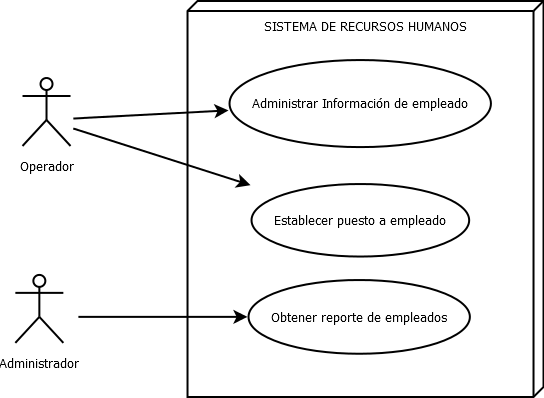 SISTEMA DE RECURSOS HUMANOS
Administrar Información de empleado
Operador
Establecer puesto a empleado
Obtener reporte de empleados
Administrador